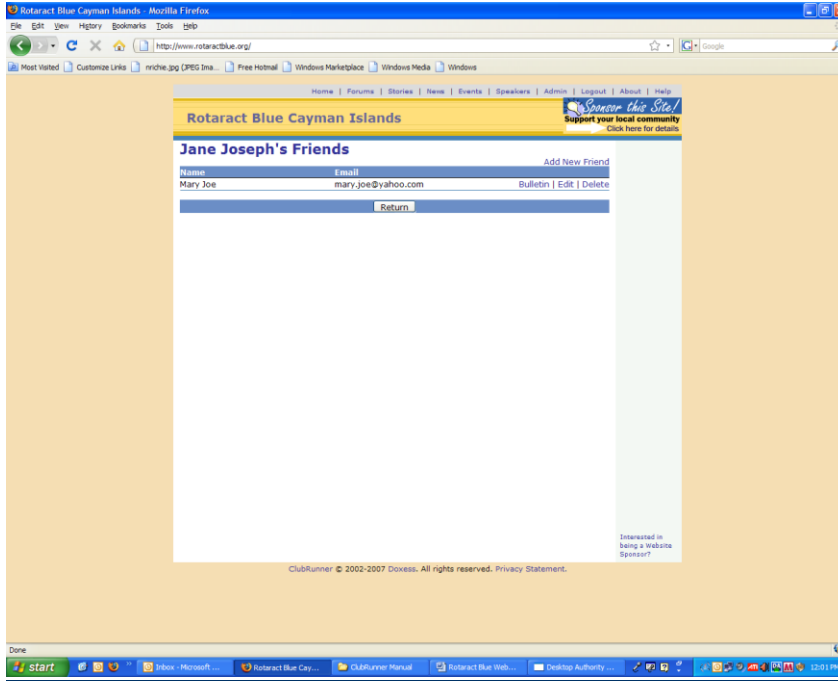 Rotaract Blue Cayman Islands - Mozilla Firefox
File Edit View History Bookmarks Tools Help
http://www.rotaractblue.org/
Google
Most Visited Customize Links nrichie.jpg (JPEG Ima... Free Hotmail Windows Marketplace Windows Media Windows
Home | Forums | Stories | News | Events | Speakers | Admin | Logout | About | Help
Rotaract Blue Cayman Islands
Sponsor this Site!
Support your local community
Click here for details
Jane Joseph's Friends
Add New Friend
Name Email
Mary Joe mary.joe@yahoo.com Bulletin | Edit | Delete
Return
Interested in
being a Website
Sponsor?
ClubRunner © 2002-2007 Doxess. All rights reserved. Privacy Statement.
Done
start Inbox - Microsoft ... Rotaract Blue Cay... ClubRunner Manual Rotaract Blue Web... Desktop Authority ... 12:01 PM